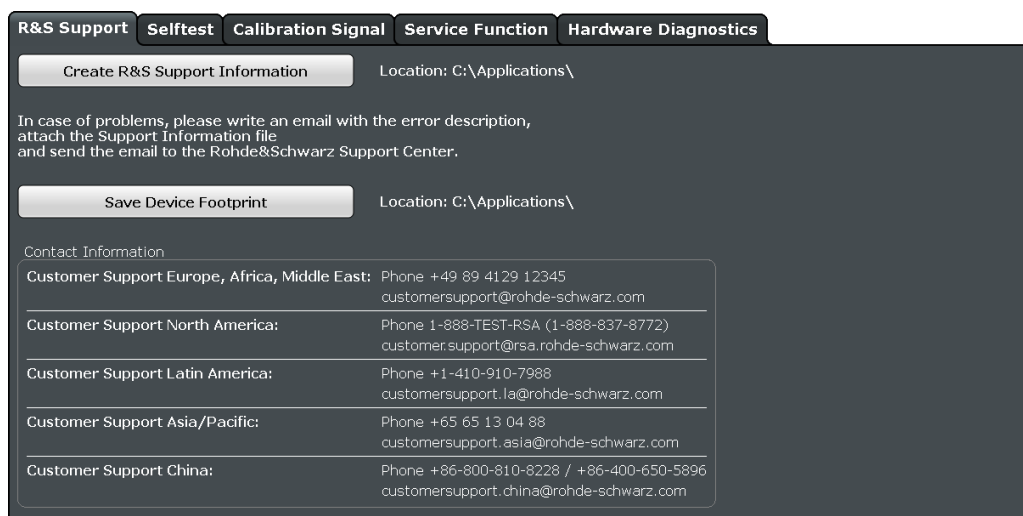 R&S Support Selftest Calibration Signal Service Function Hardware Diagnostics
Create R&S Support Information Location: C:\Applications\
In case of problems, please write an email with the error description,
attach the Support Information file
and send the email to the Rohde&Schwarz Support Center.
Save Device Footprint Location: C:\Applications\
Contact Information
Customer Support Europe, Africa, Middle East: Phone +49 89 4129 12345
customersupport@rohde-schwarz.com
Customer Support North America: Phone 1-888-TEST-RSA (1-888-837-8772)
customer.support@rsa.rohde-schwarz.com
Customer Support Latin America: Phone +1-410-910-7988
customersupport.la@rohde-schwarz.com
Customer Support Asia/Pacific: Phone +65 65 13 04 88
customersupport.asia@rohde-schwarz.com
Customer Support China: Phone +86-800-810-8228 / +86-400-650-5896
customersupport.china@rohde-schwarz.com